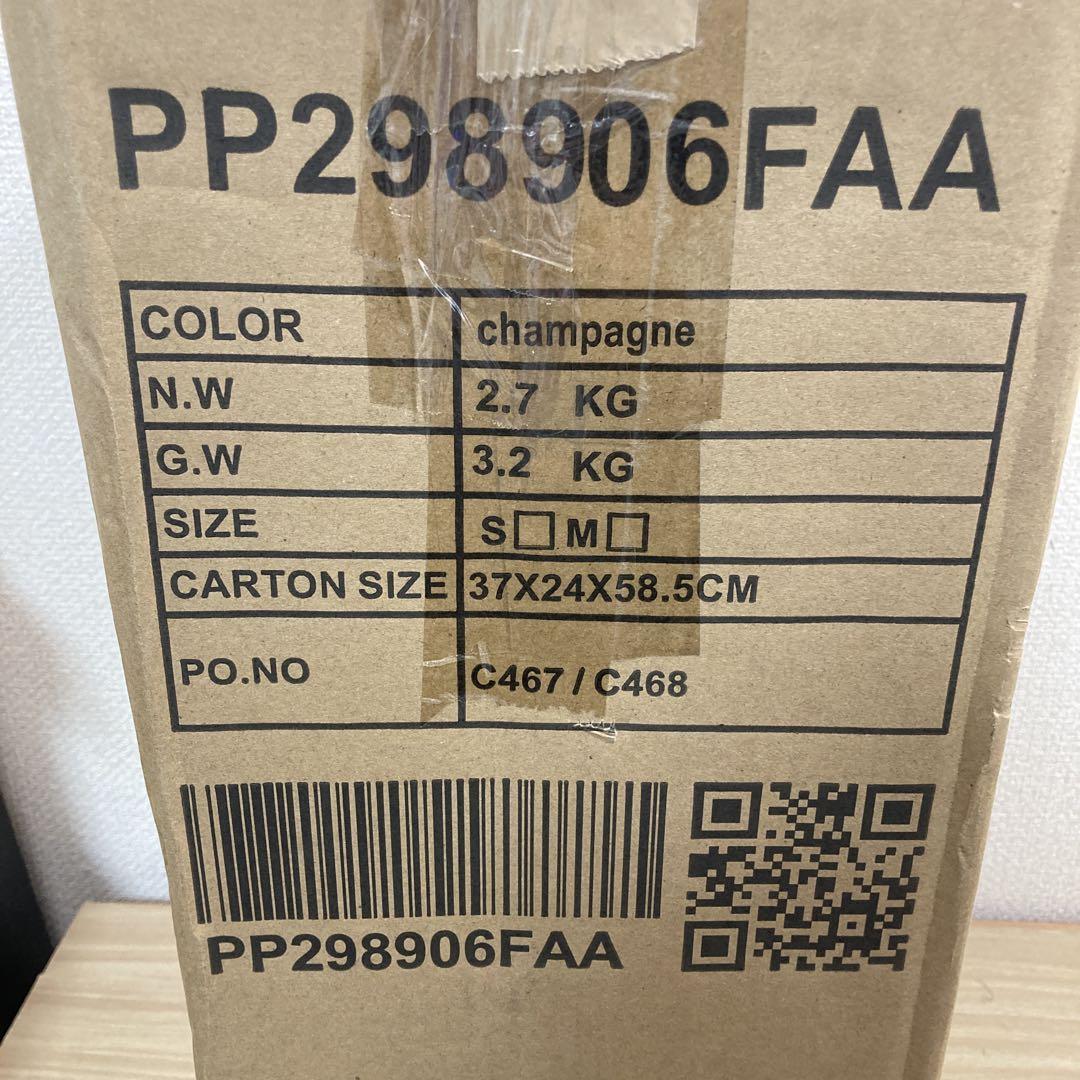 PP298906FAA
COLOR champagne
N.W 2.7 KG
G.W 3.2 KG
SIZE S□ M□
CARTON SIZE 37X24X58.5CM
PO.NO C467 / C468
PP298906FAA